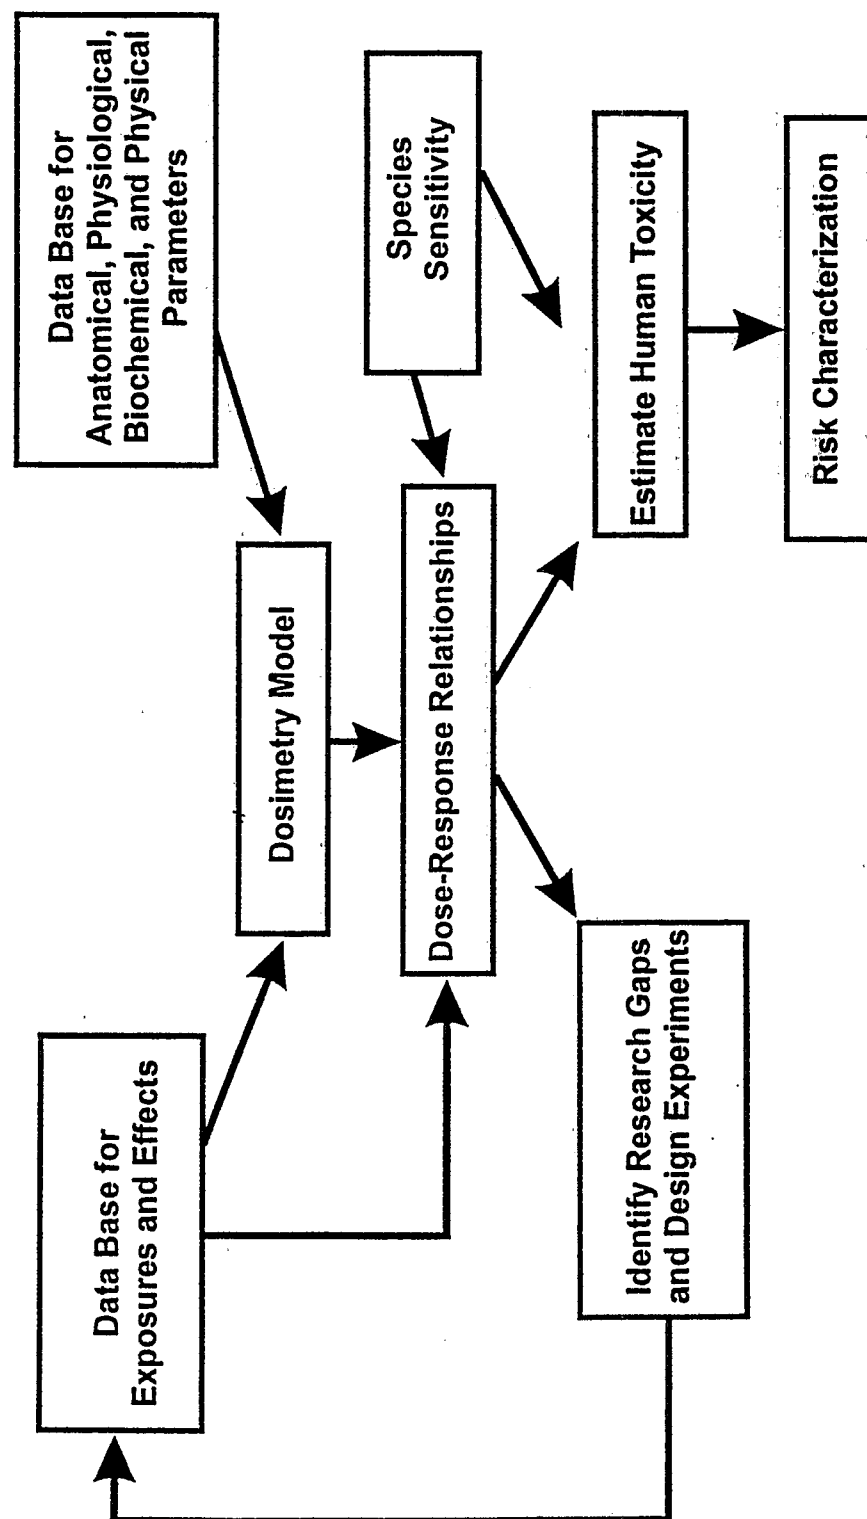 Data Base for
Exposures and Effects
Data Base for
Anatomical, Physiological,
Biochemical, and Physical
Parameters
Dosimetry Model
Species
Sensitivity
Dose-Response Relationships
Identify Research Gaps
and Design Experiments
Estimate Human Toxicity
Risk Characterization